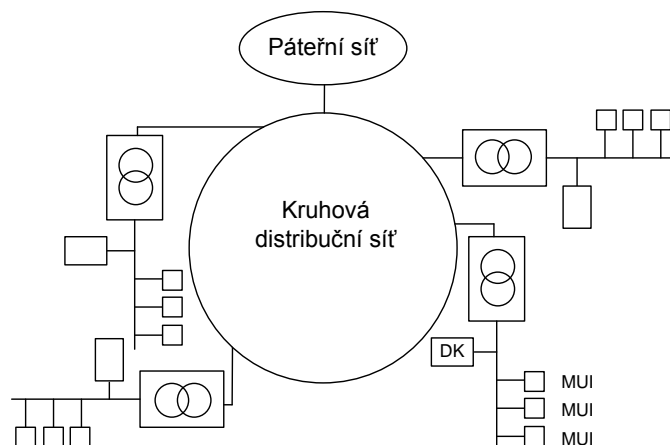 Páteřní síť
Kruhová
distribuční síť
DK
MUI
MUI
MUI